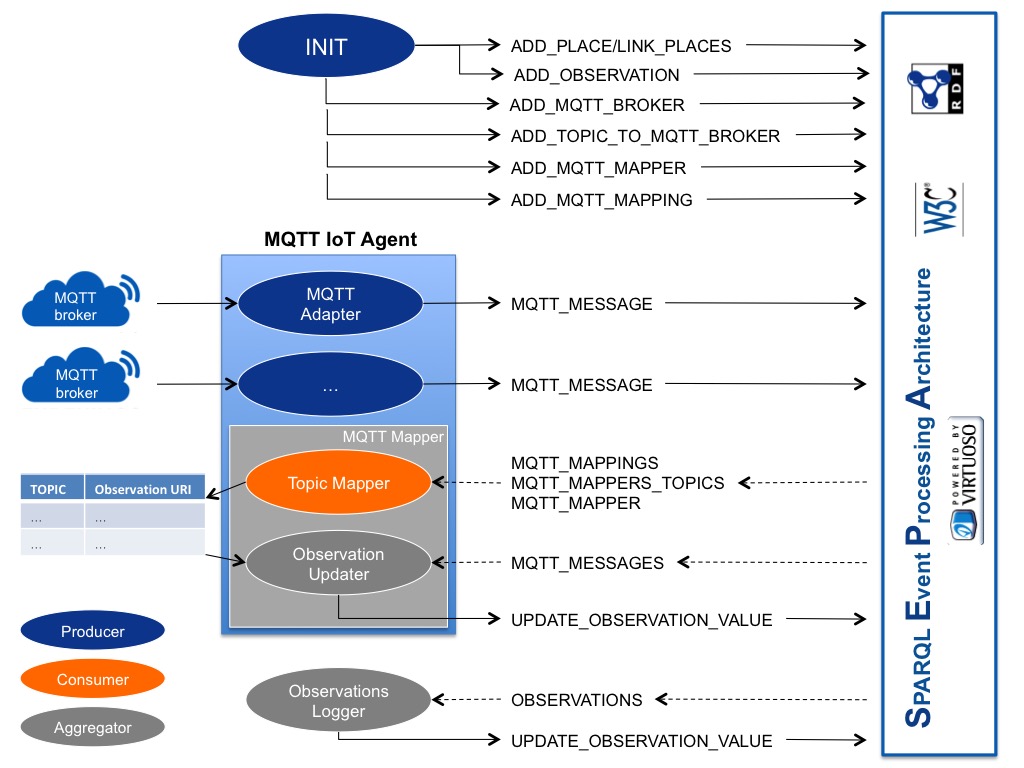 INIT
ADD_PLACE/LINK_PLACES
ADD_OBSERVATION
ADD_MQTT_BROKER
ADD_TOPIC_TO_MQTT_BROKER
ADD_MQTT_MAPPER
ADD_MQTT_MAPPING
MQTT IoT Agent
MQTT
broker
MQTT
Adapter
MQTT_MESSAGE
MQTT
broker
...
MQTT_MESSAGE
MQTT Mapper
Topic Mapper
MQTT_MAPPINGS
MQTT_MAPPERS_TOPICS
MQTT_MAPPER
TOPIC Observation URI
... ...
... ...
Observation
Updater
MQTT_MESSAGES
UPDATE_OBSERVATION_VALUE
Producer
Consumer
Aggregator
Observations
Logger
OBSERVATIONS
UPDATE_OBSERVATION_VALUE
RDF
W3C®
SPARQL Event Processing Architecture
POWERED BY
VIRTUOSO